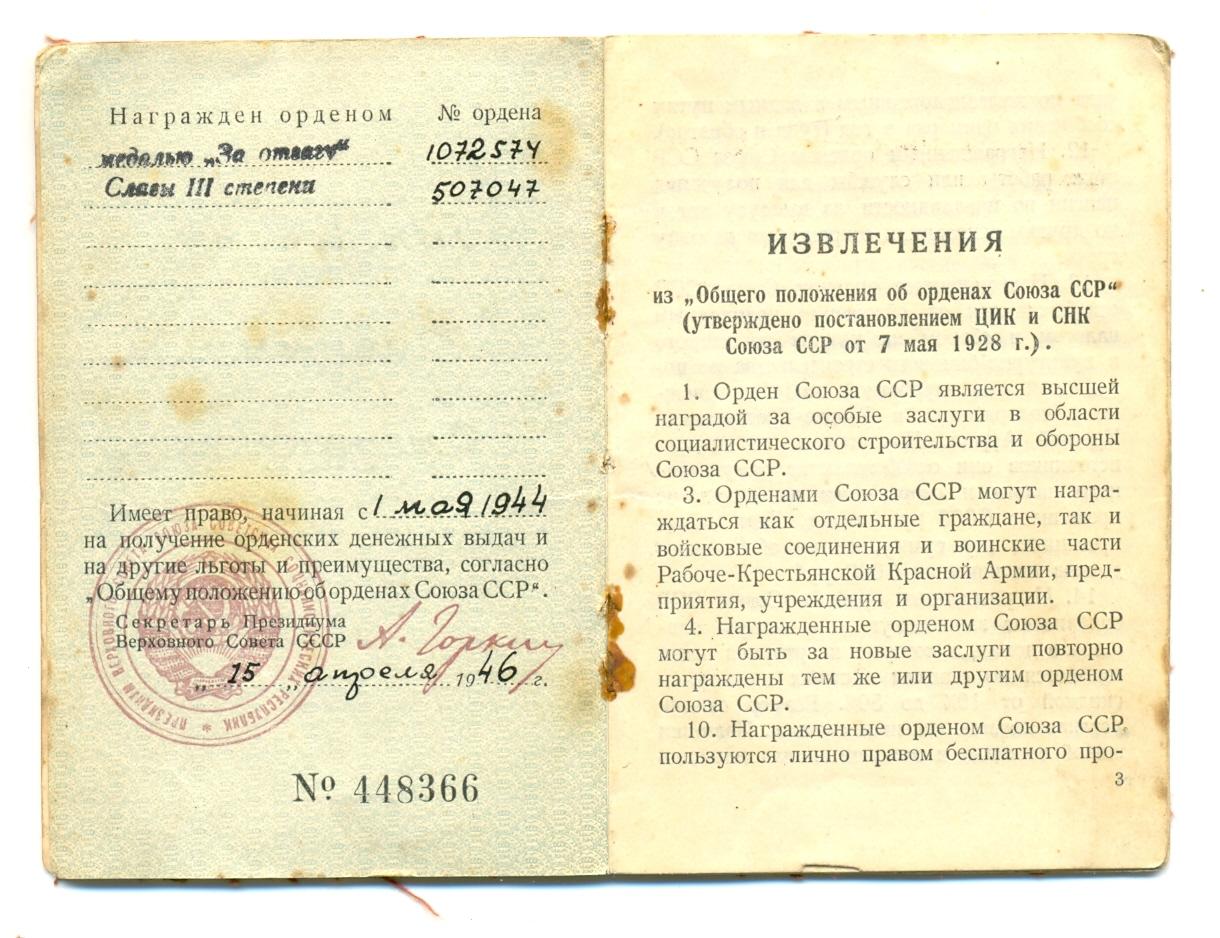 Награжден орденом
№ ордена
медалью „За отвагу“
1072574
Славы III степени
507047
Имеет право, начиная с 1 мая 1944
на получение орденских денежных выдач и
на другие льготы и преимущества, согласно
„Общему положению об орденах Союза ССР“.
Секретарь Президиума
Верховного Совета СССР
А. Горкин
„ 15 „ апреля 1946 г.
№ 448366
ИЗВЛЕЧЕНИЯ
из „Общего положения об орденах Союза ССР“
(утверждено постановлением ЦИК и СНК
Союза ССР от 7 мая 1928 г.).
1. Орден Союза ССР является высшей
наградой за особые заслуги в области
социалистического строительства и обороны
Союза ССР.
3. Орденами Союза ССР могут награ-
ждаться как отдельные граждане, так и
войсковые соединения и воинские части
Рабоче-Крестьянской Красной Армии, пред-
приятия, учреждения и организации.
4. Награжденные орденом Союза ССР
могут быть за новые заслуги повторно
награждены тем же или другим орденом
Союза ССР.
10. Награжденные орденом Союза ССР
пользуются лично правом бесплатного про-
3